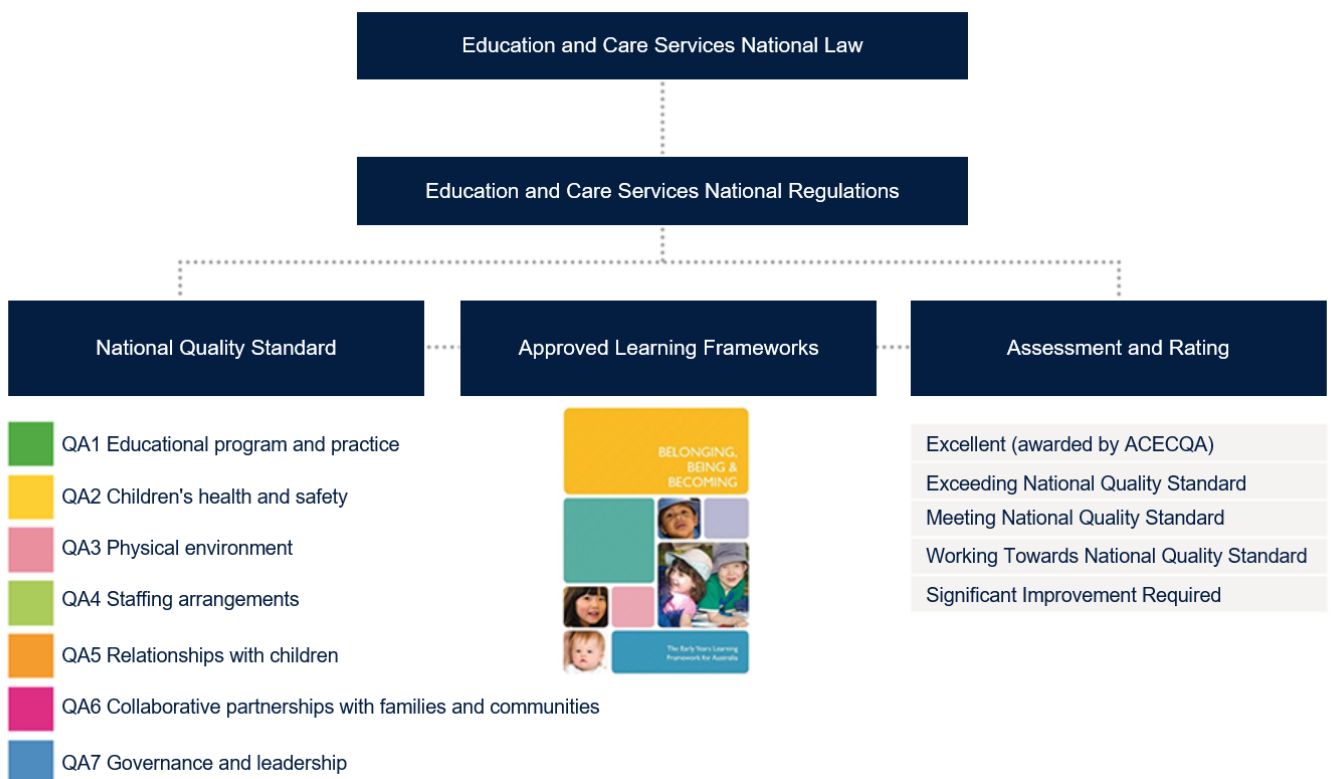 Education and Care Services National Law
Education and Care Services National Regulations
National Quality Standard
Approved Learning Frameworks
Assessment and Rating
QA1 Educational program and practice
QA2 Children's health and safety
QA3 Physical environment
QA4 Staffing arrangements
QA5 Relationships with children
QA6 Collaborative partnerships with families and communities
QA7 Governance and leadership
BELONGING,
BEING &
BECOMING
The Early Years Learning
Framework for Australia
Excellent (awarded by ACECQA)
Exceeding National Quality Standard
Meeting National Quality Standard
Working Towards National Quality Standard
Significant Improvement Required